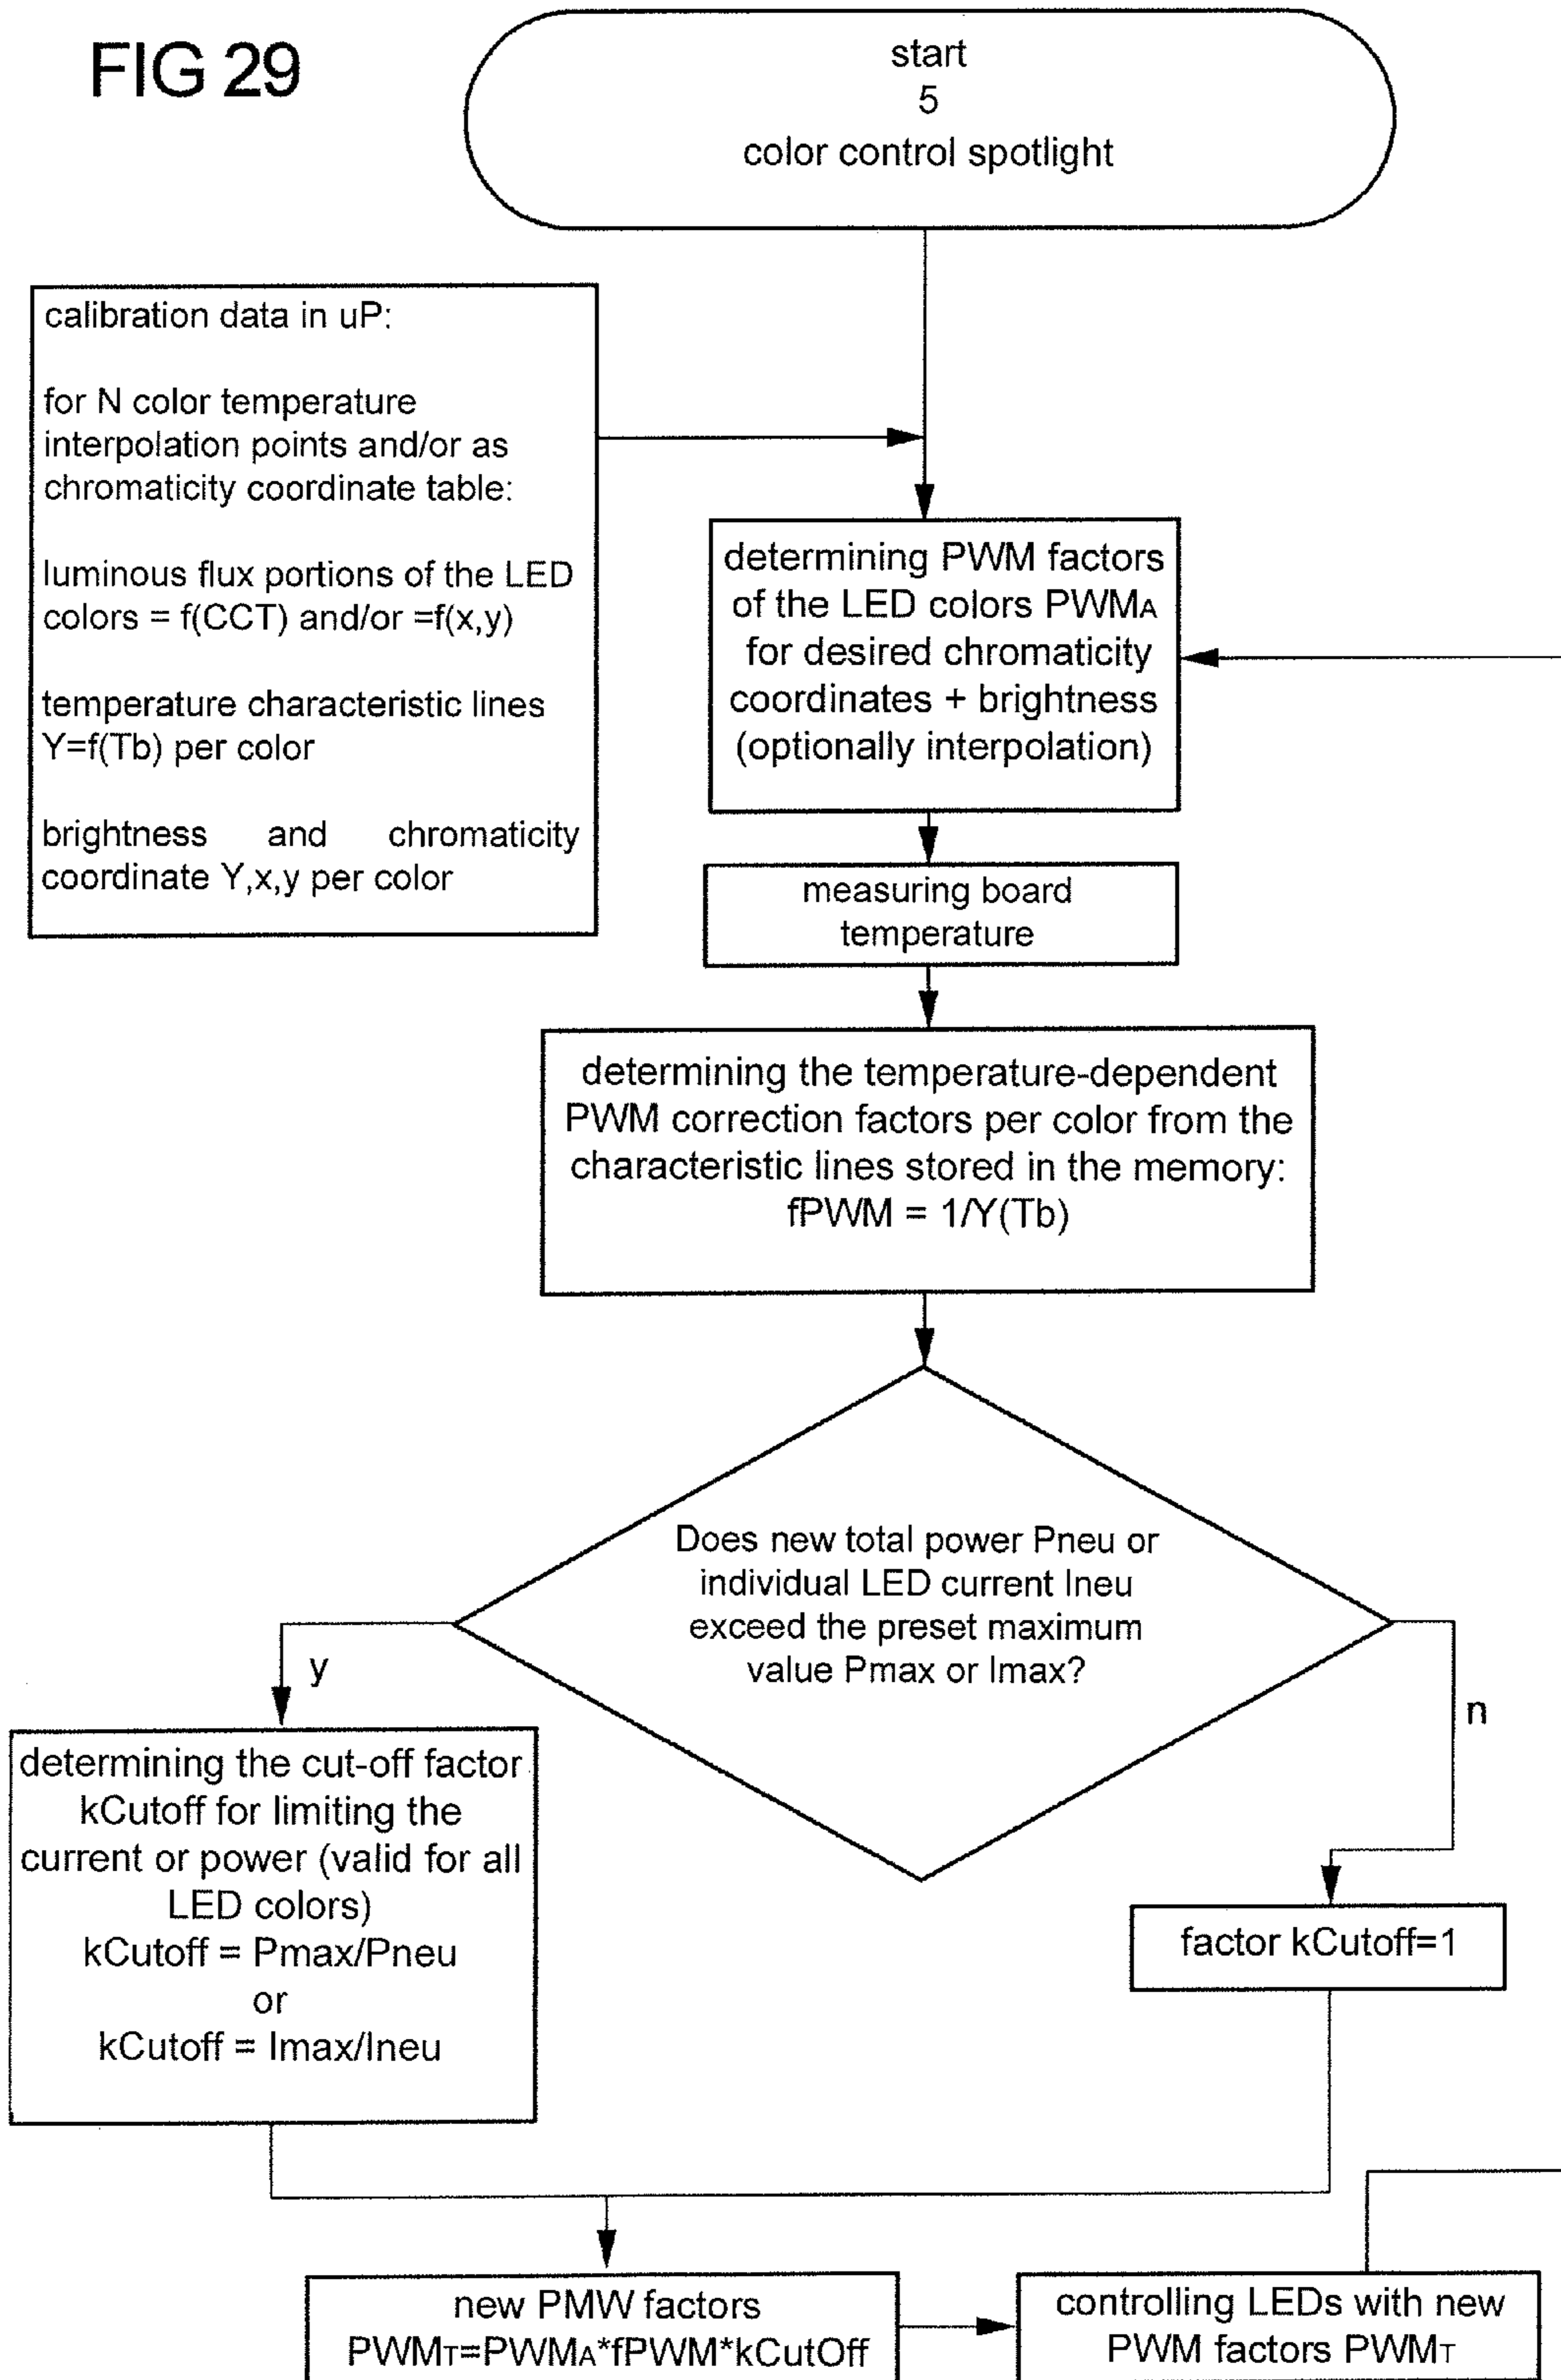 FIG 29
start
5
color control spotlight
calibration data in uP:
for N color temperature
interpolation points and/or as
chromaticity coordinate table:
luminous flux portions of the LED
colors = f(CCT) and/or =f(x,y)
temperature characteristic lines
Y=f(Tb) per color
brightness and chromaticity
coordinate Y,x,y per color
determining PWM factors
of the LED colors PWMA
for desired chromaticity
coordinates + brightness
(optionally interpolation)
measuring board
temperature
determining the temperature-dependent
PWM correction factors per color from the
characteristic lines stored in the memory:
fPWM = 1/Y(Tb)
Does new total power Pneu or
individual LED current Ineu
exceed the preset maximum
value Pmax or Imax?
y
n
determining the cut-off factor
kCutoff for limiting the
current or power (valid for all
LED colors)
kCutoff = Pmax/Pneu
or
kCutoff = Imax/Ineu
factor kCutoff=1
new PMW factors
PWMT=PWMA*fPWM*kCutOff
controlling LEDs with new
PWM factors PWMT